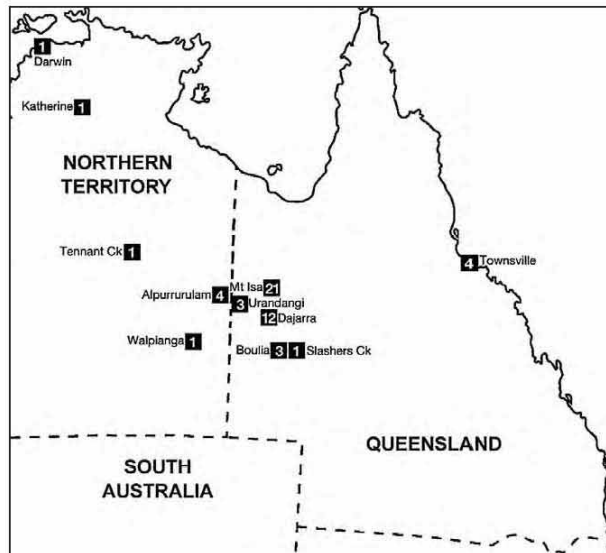 1
Darwin
Katherine 1
NORTHERN
TERRITORY
Tennant Ck 1
4 Townsville
Mt Isa 21
Alpurrurulam 4
3 Urandangi
12 Dajarra
Walpianga 1
Boulia 3 1 Slashers Ck
QUEENSLAND
SOUTH
AUSTRALIA